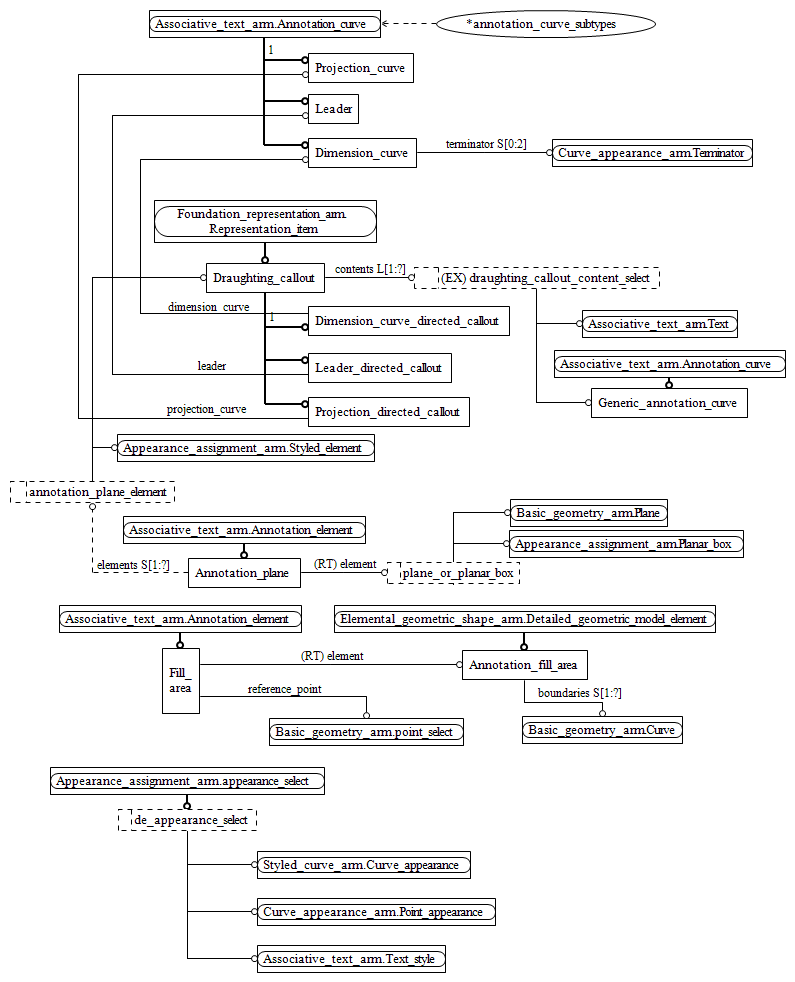 Associative_text_arm.Annotation_curve
*annotation_curve_subtypes
1
Projection_curve
Leader
Dimension_curve
terminator S[0:2]
Curve_appearance_arm.Terminator
Foundation_representation_arm.
Representation_item
Draughting_callout
contents L[1:?]
(EX) draughting_callout_content_select
dimension_curve
1
Dimension_curve_directed_callout
Associative_text_arm.Text
leader
Leader_directed_callout
Associative_text_arm.Annotation_curve
projection_curve
Projection_directed_callout
Generic_annotation_curve
Appearance_assignment_arm.Styled_element
annotation_plane_element
Associative_text_arm.Annotation_element
Basic_geometry_arm.Plane
Appearance_assignment_arm.Planar_box
elements S[1:?]
Annotation_plane
(RT) element
plane_or_planar_box
Associative_text_arm.Annotation_element
Elemental_geometric_shape_arm.Detailed_geometric_model_element
Fill_
area
(RT) element
Annotation_fill_area
reference_point
boundaries S[1:?]
Basic_geometry_arm.point_select
Basic_geometry_arm.Curve
Appearance_assignment_arm.appearance_select
de_appearance_select
Styled_curve_arm.Curve_appearance
Curve_appearance_arm.Point_appearance
Associative_text_arm.Text_style